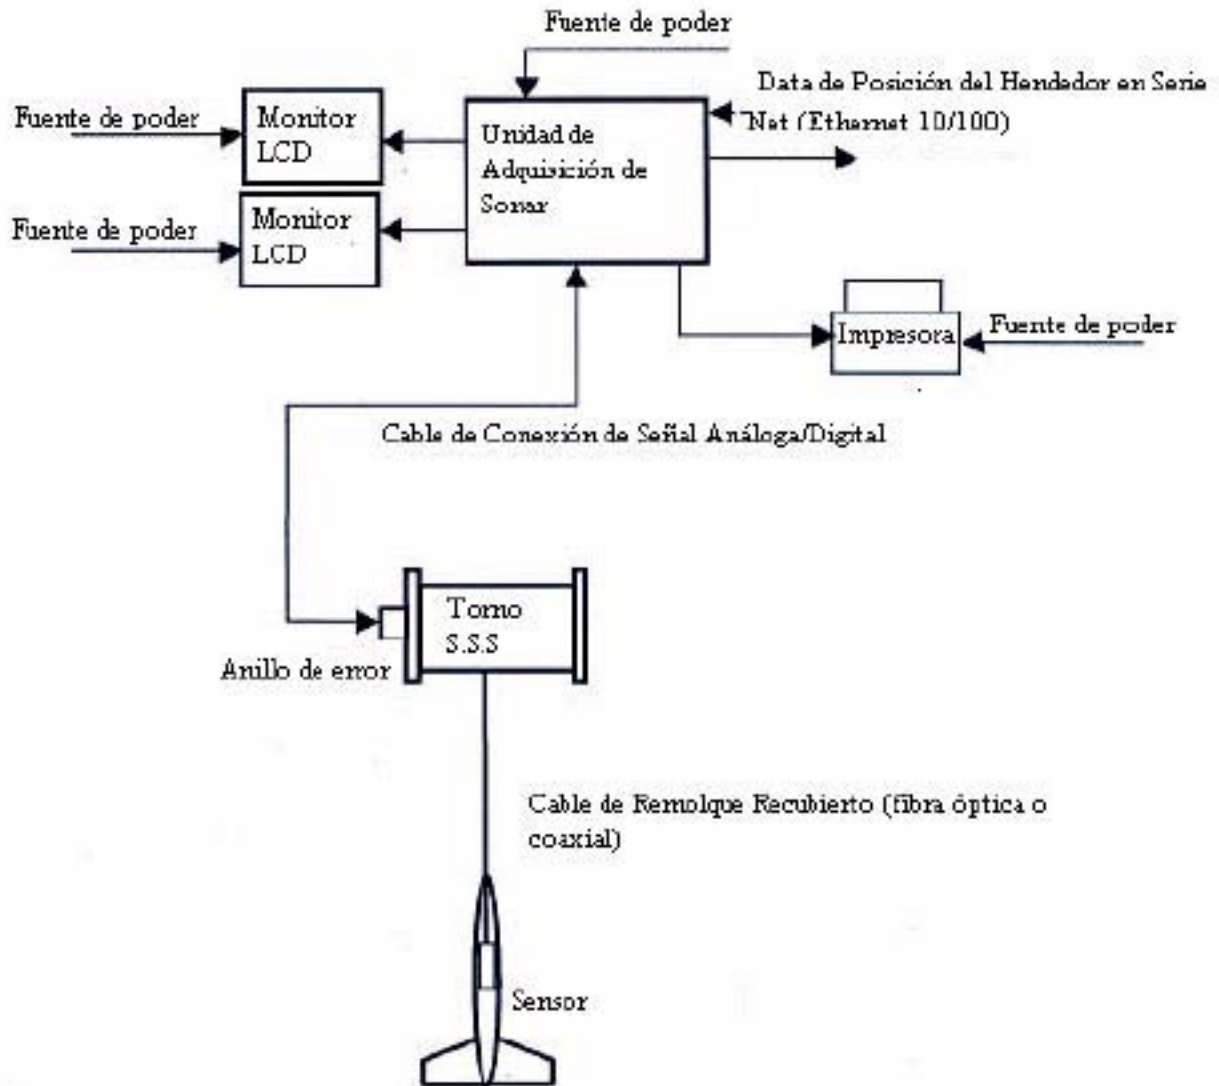 Fuente de poder
Data de Posición del Hendedor en Serie
Net (Ethernet 10/100)
Fuente de poder
Monitor
LCD
Unidad de
Adquisición de
Sonar
Fuente de poder
Monitor
LCD
Impresora
Fuente de poder
Cable de Conexión de Señal Análoga/Digital
Torno
S.S.S
Anillo de error
Cable de Remolque Recubierto (fibra óptica o
coaxial)
Sensor